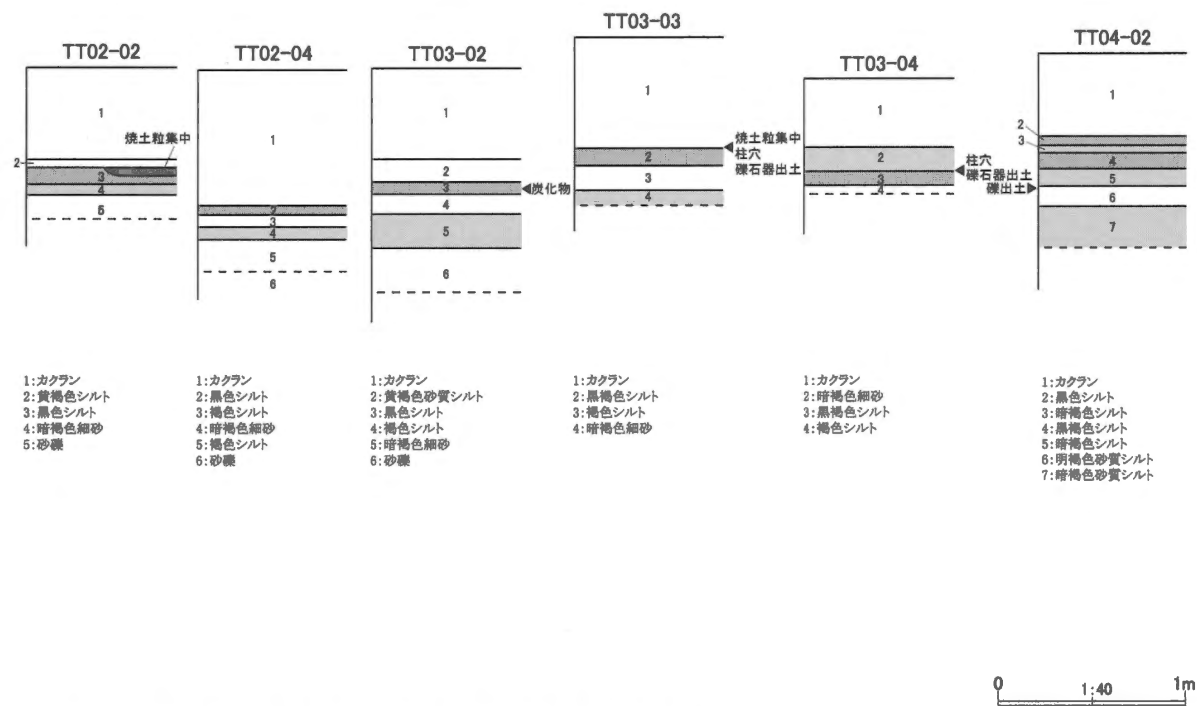 TT02-02
1
焼土粒集中
2
3
4
5
TT02-04
1
2
3
4
5
6
TT03-02
1
2
3
炭化物
4
5
6
TT03-03
1
焼土粒集中
柱穴
礫石器出土
2
3
4
TT03-04
1
2
柱穴
礫石器出土
3
4
TT04-02
1
2
3
4
5
礫出土
6
7
1:カクラン
2:黄褐色シルト
3:黒色シルト
4:暗褐色細砂
5:砂礫
1:カクラン
2:黒色シルト
3:褐色シルト
4:暗褐色細砂
5:褐色シルト
6:砂礫
1:カクラン
2:黄褐色砂質シルト
3:黒色シルト
4:褐色シルト
5:暗褐色細砂
6:砂礫
1:カクラン
2:黒褐色シルト
3:褐色シルト
4:暗褐色細砂
1:カクラン
2:暗褐色細砂
3:黒褐色シルト
4:褐色シルト
1:カクラン
2:黒色シルト
3:暗褐色シルト
4:黒褐色シルト
5:暗褐色シルト
6:明褐色砂質シルト
7:暗褐色砂質シルト
0 1:40 1m